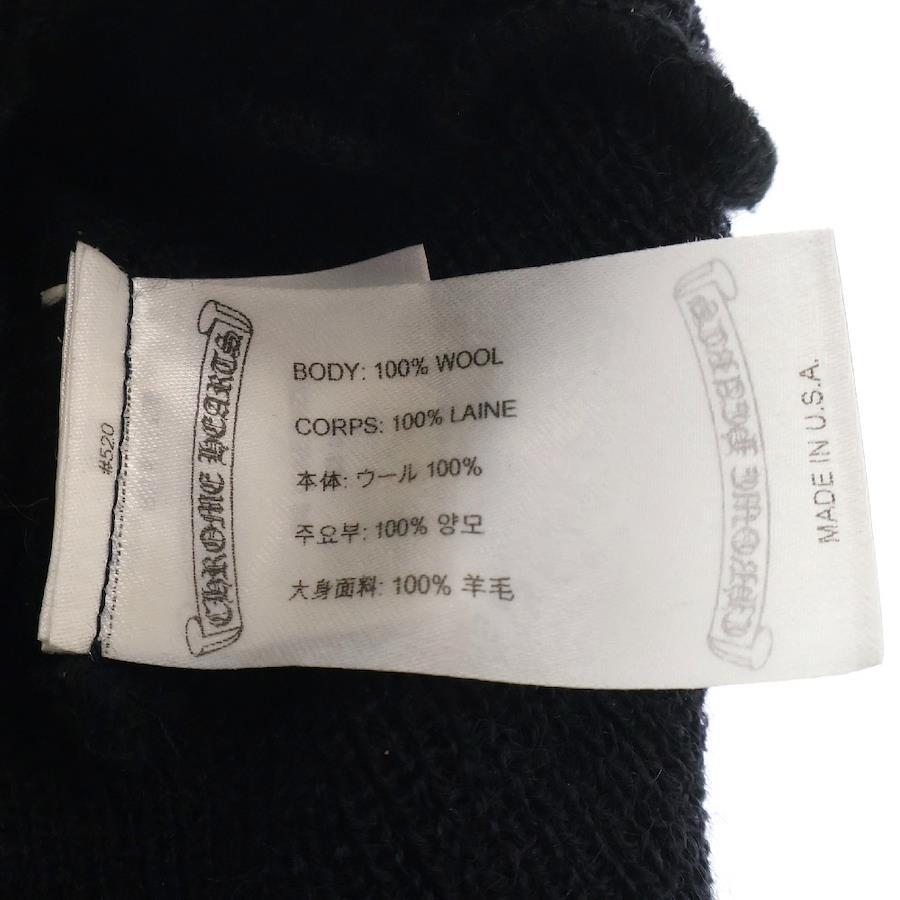 #520
CHROME HEARTS
BODY: 100% WOOL
CORPS: 100% LAINE
本体: ウール 100%
주요부: 100% 양모
大身面料: 100% 羊毛
CHROME HEARTS
MADE IN U.S.A.